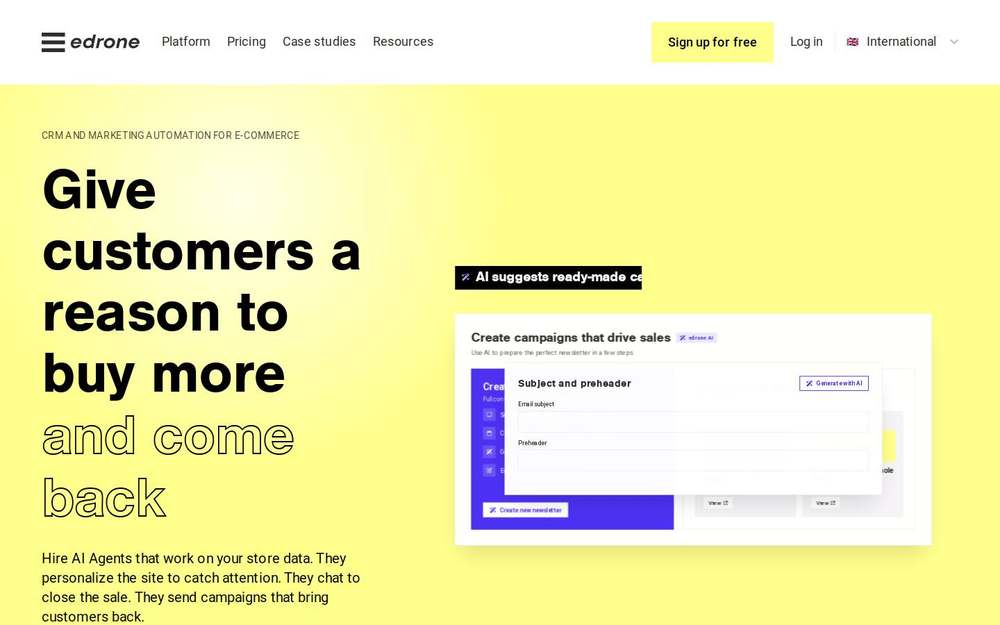 edrone
Platform
Pricing
Case studies
Resources
Sign up for free
Log in
International
CRM AND MARKETING AUTOMATION FOR E-COMMERCE
Give
customers a
reason to
buy more
and come
back
Hire AI Agents that work on your store data. They
personalize the site to catch attention. They chat to
close the sale. They send campaigns that bring
customers back.
AI suggests ready-made
Create campaigns that drive sales
edrone AI
Use AI to prepare the perfect newsletter in a few steps
Subject and preheader
Generate with AI
Email subject
Preheader
Create new newsletter
View
View